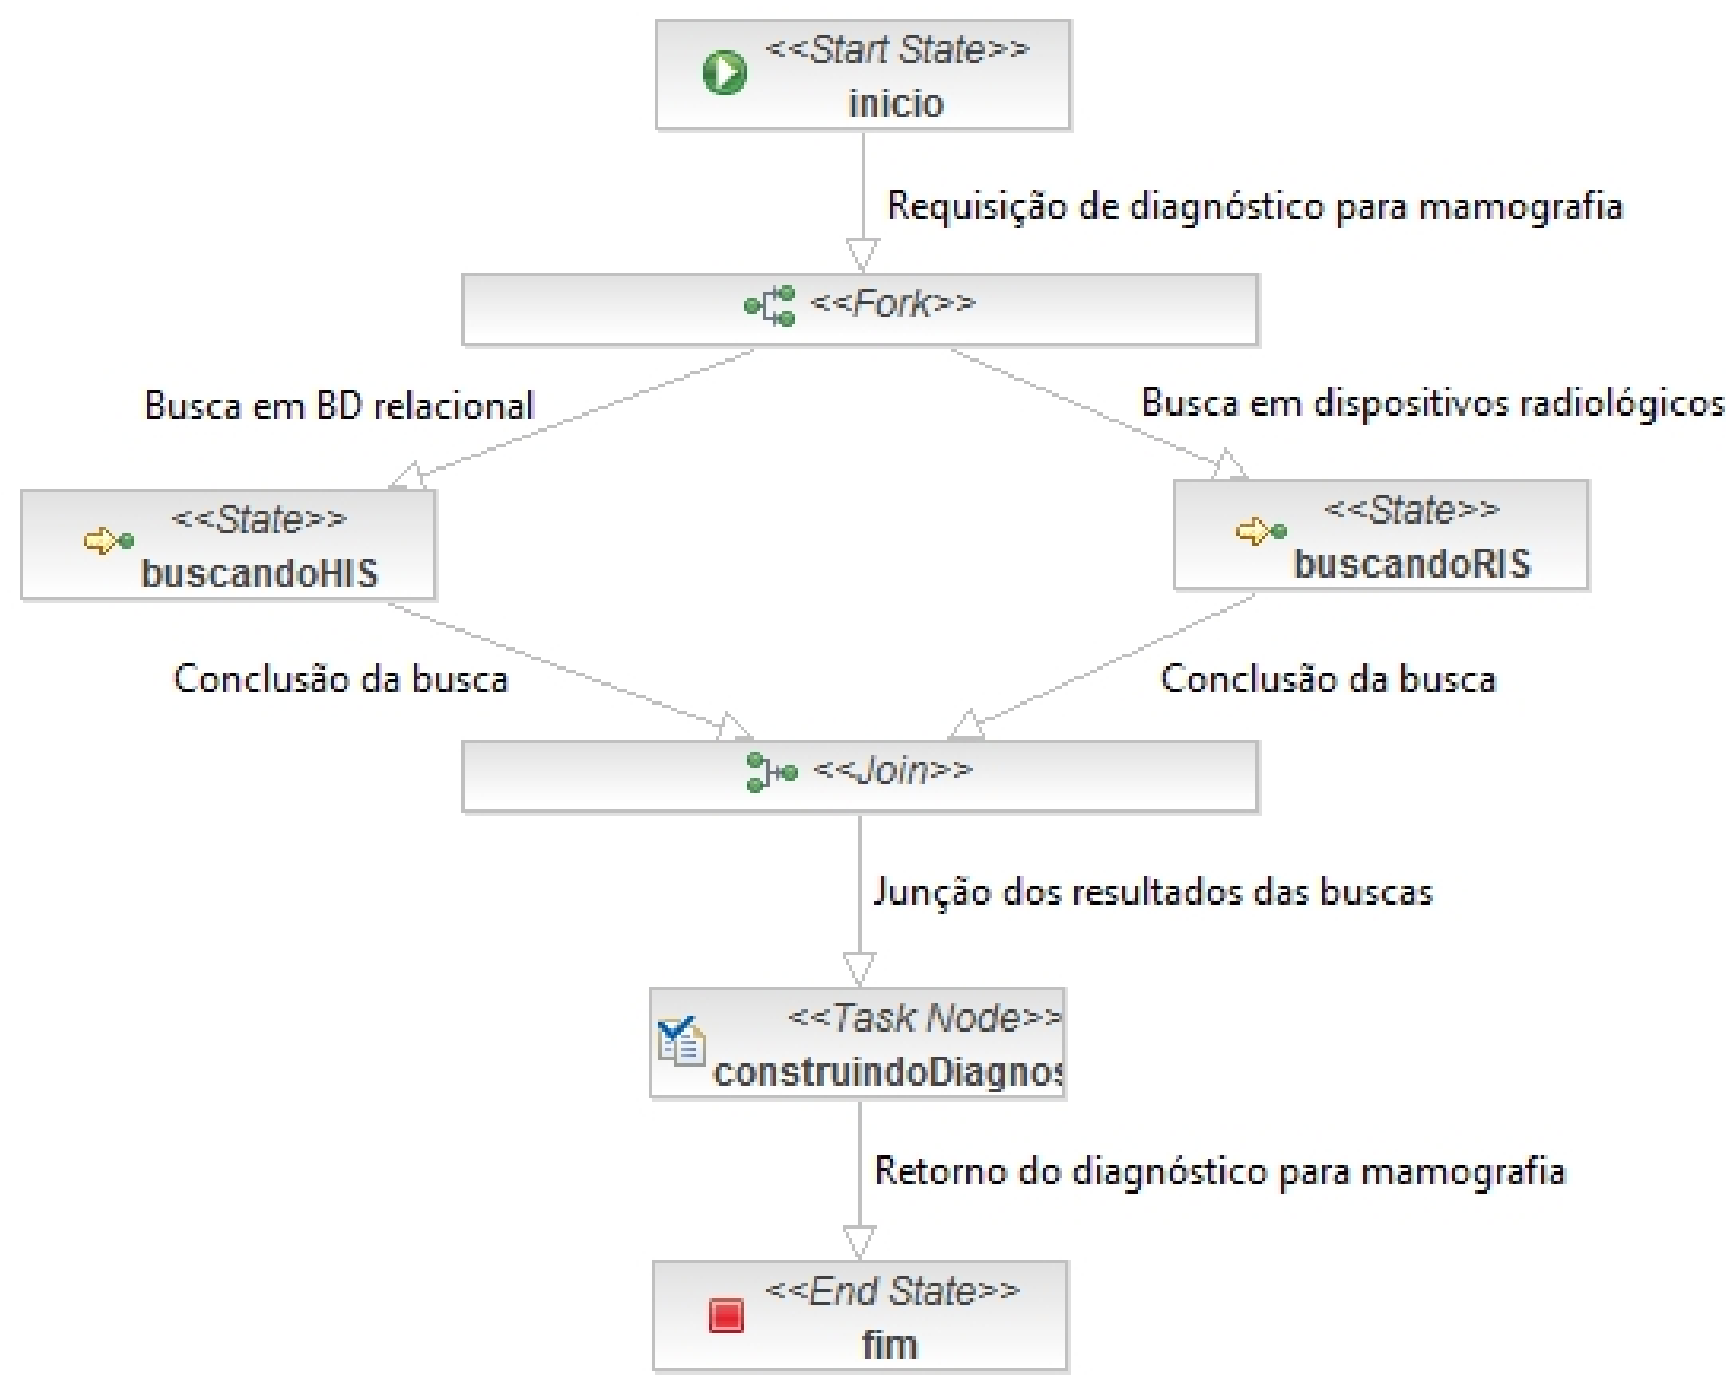 <<Start State>>
inicio
Requisição de diagnóstico para mamografia
<<Fork>>
Busca em BD relacional
Busca em dispositivos radiológicos
<<State>>
buscandoHIS
<<State>>
buscandoRIS
Conclusão da busca
Conclusão da busca
<<Join>>
Junção dos resultados das buscas
<<Task Node>>
construindoDiagnos
Retorno do diagnóstico para mamografia
<<End State>>
fim